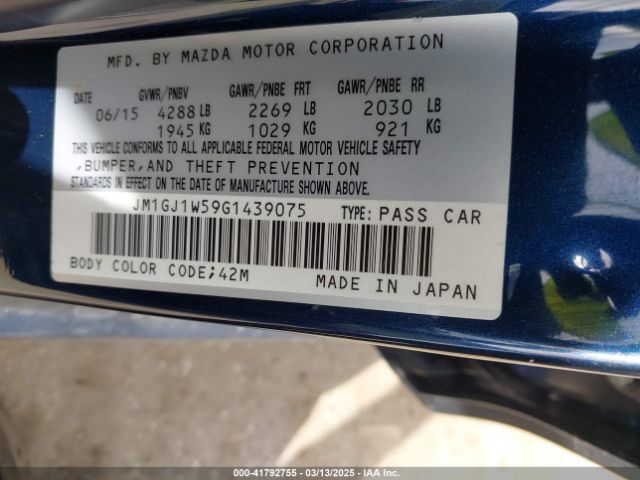 MFD. BY MAZDA MOTOR CORPORATION
DATE GVWR/PNBV GAWR/PNBE FRT GAWR/PNBE RR
06/15 4288 LB 2269 LB 2030 LB
1945 KG 1029 KG 921 KG
THIS VEHICLE CONFORMS TO ALL APPLICABLE FEDERAL MOTOR VEHICLE SAFETY
,BUMPER,AND THEFT PREVENTION
STANDARDS IN EFFECT ON THE DATE OF MANUFACTURE SHOWN ABOVE.
JM1GJ1W59G1439075 TYPE: PASS CAR
BODY COLOR CODE;42M MADE IN JAPAN
000-41792755 — 03/13/2025 — IAA Inc.